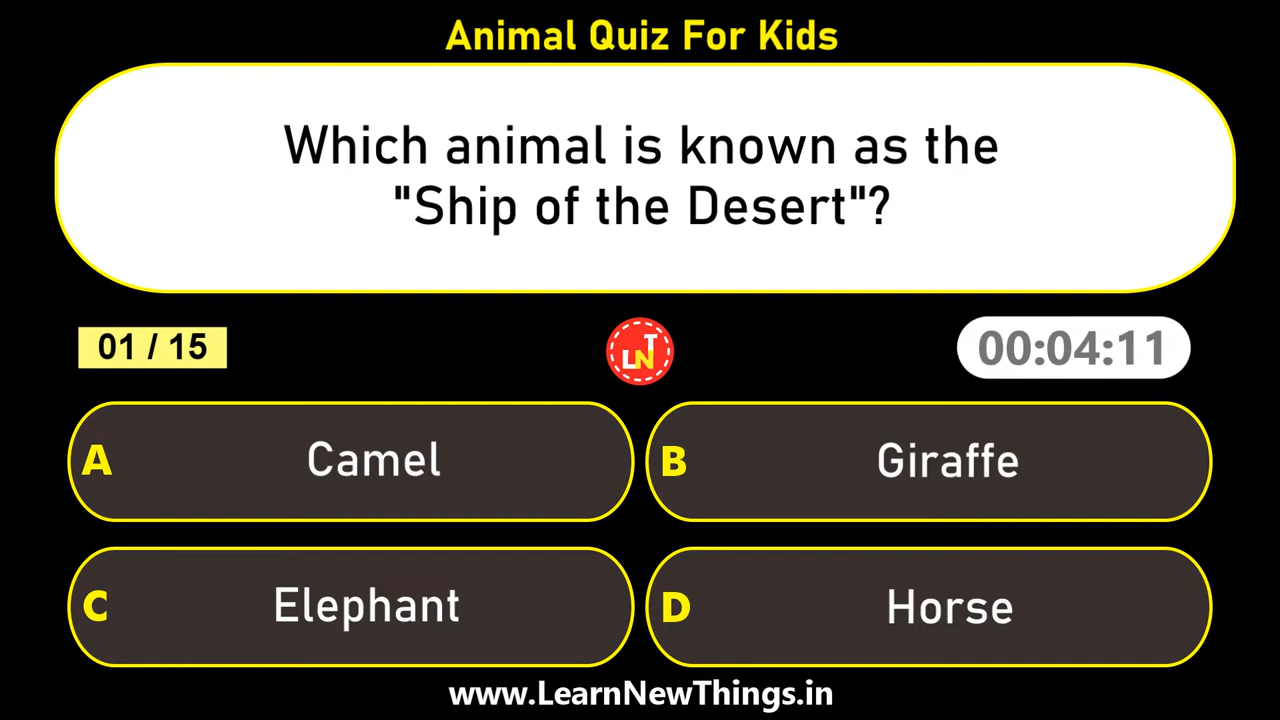 Animal Quiz For Kids
Which animal is known as the
"Ship of the Desert"?
01 / 15
LNT
00:04:11
A Camel
B Giraffe
C Elephant
D Horse
www.LearnNewThings.in